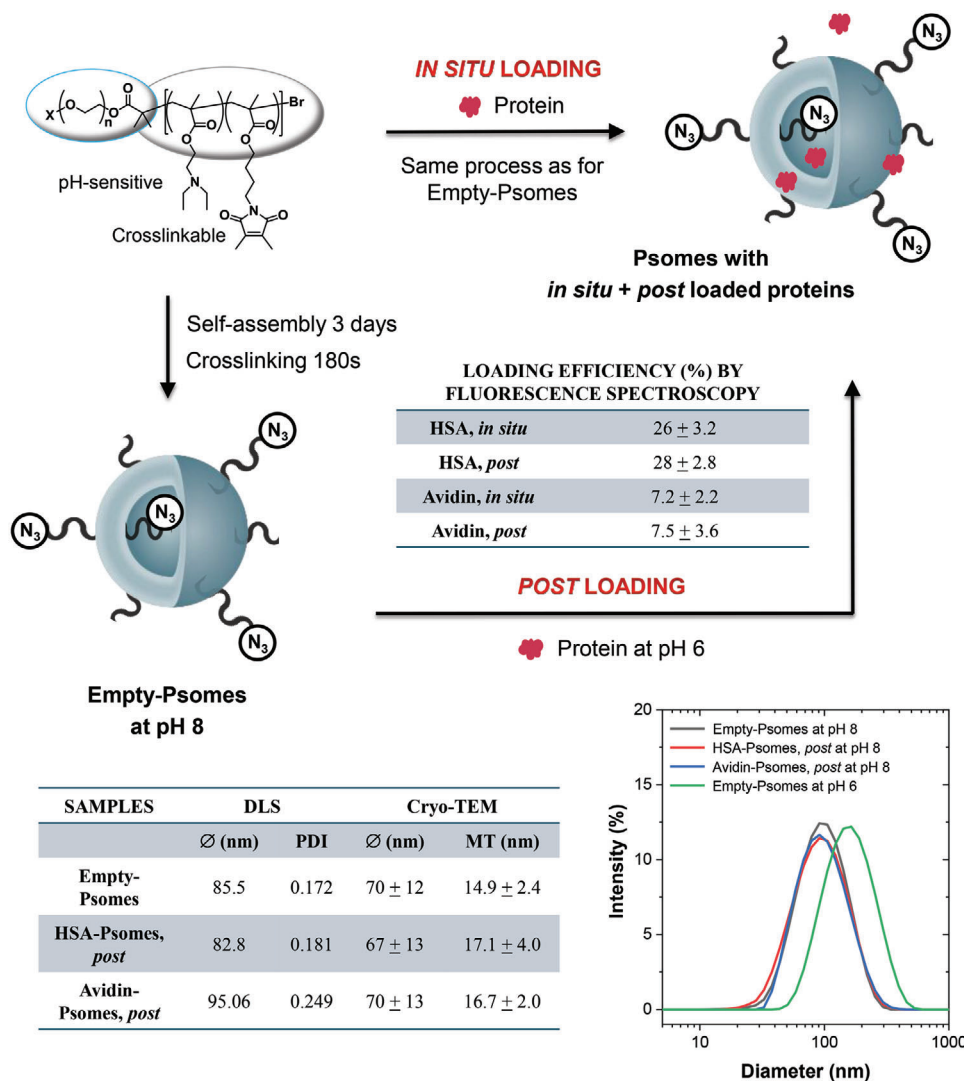 IN SITU LOADING
Protein
Same process as for
Empty-Psomes
X
O
n
O
O
O
O
O
O
Br
N
O
N
O
pH-sensitive
Crosslinkable
N3
N3
N3
N3
Psomes with
in situ + post loaded proteins
Self-assembly 3 days
Crosslinking 180s
LOADING EFFICIENCY (%) BY
FLUORESCENCE SPECTROSCOPY
HSA, in situ 26 ± 3.2
HSA, post 28 ± 2.8
Avidin, in situ 7.2 ± 2.2
Avidin, post 7.5 ± 3.6
N3
N3
N3
N3
POST LOADING
Protein at pH 6
Empty-Psomes
at pH 8
SAMPLES DLS Cryo-TEM
∅ (nm) PDI ∅ (nm) MT (nm)
Empty-
Psomes 85.5 0.172 70 ± 12 14.9 ± 2.4
HSA-Psomes,
post 82.8 0.181 67 ± 13 17.1 ± 4.0
Avidin-
Psomes, post 95.06 0.249 70 ± 13 16.7 ± 2.0
20
15
10
5
0
Intensity (%)
Empty-Psomes at pH 8
HSA-Psomes, post at pH 8
Avidin-Psomes, post at pH 8
Empty-Psomes at pH 6
10 100 1000
Diameter (nm)